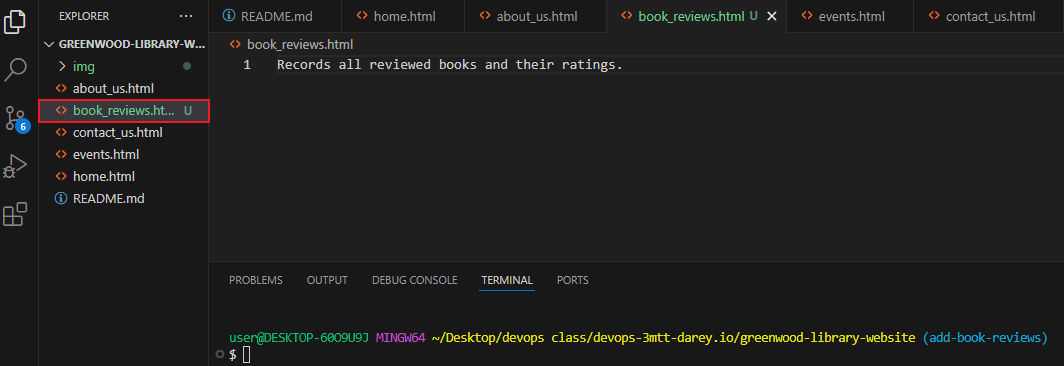 EXPLORER
GREENWOOD-LIBRARY-W...
img
about_us.html
book_reviews.ht... U
contact_us.html
events.html
home.html
README.md
6
README.md home.html about_us.html book_reviews.html U events.html contact_us.html
book_reviews.html
1 Records all reviewed books and their ratings.
PROBLEMS OUTPUT DEBUG CONSOLE TERMINAL PORTS
user@DESKTOP-60O9U9J MINGW64 ~/Desktop/devops class/devops-3mtt-darey.io/greenwood-library-website (add-book-reviews)
$